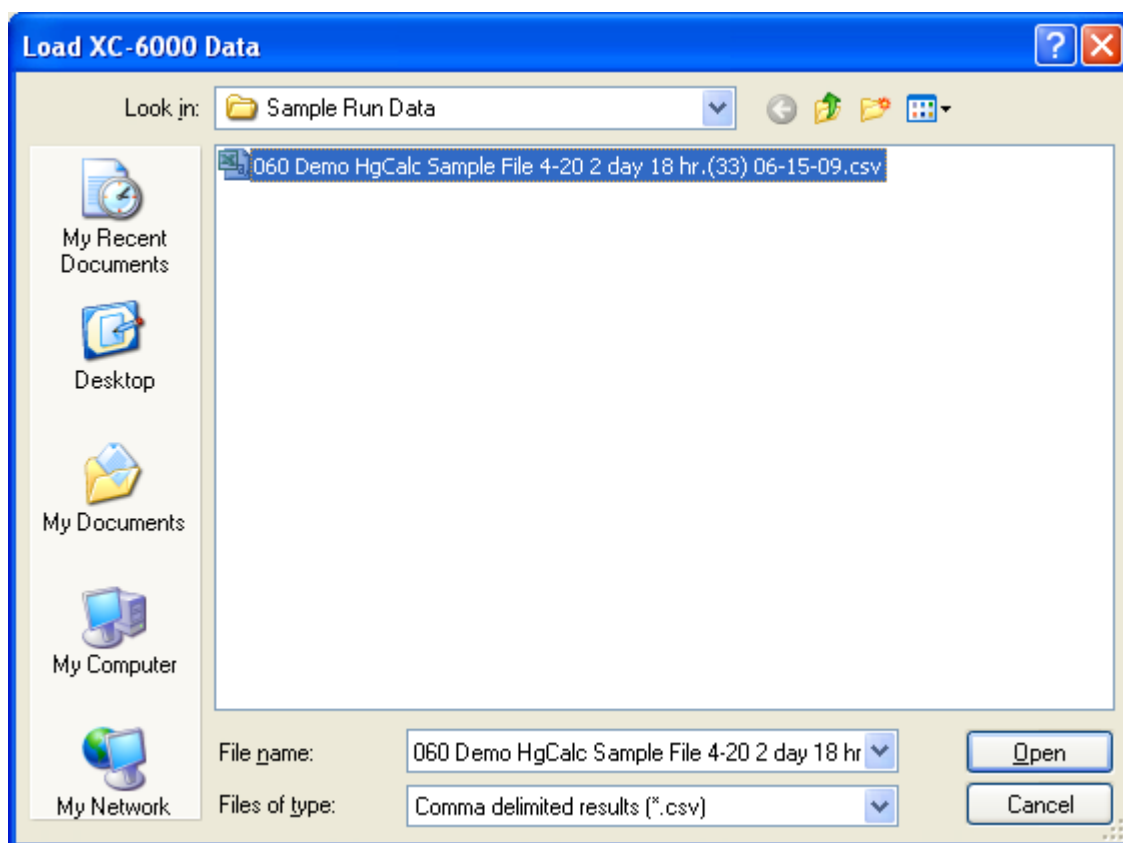 Load XC-6000 Data
Look in:
Sample Run Data
060 Demo HgCalc Sample File 4-20 2 day 18 hr.(33) 06-15-09.csv
My Recent
Documents
Desktop
My Documents
My Computer
My Network
File name:
060 Demo HgCalc Sample File 4-20 2 day 18 hr
Open
Files of type:
Comma delimited results (*.csv)
Cancel